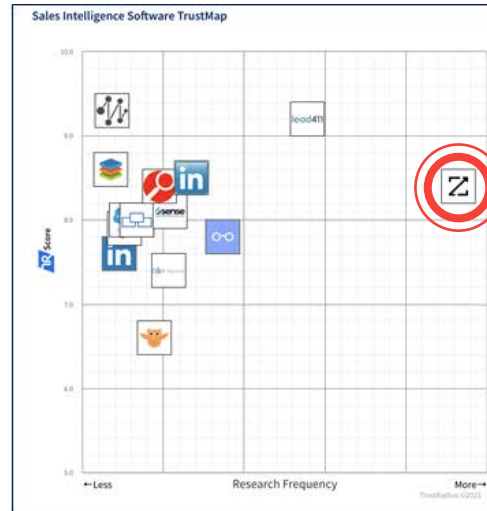 Sales Intelligence Software TrustMap
10.0
9.0
lead411
in
6sense
8.0
in
TR Score
7.0
6.0
5.0
←Less
Research Frequency
More→
TrustRadius ©2021